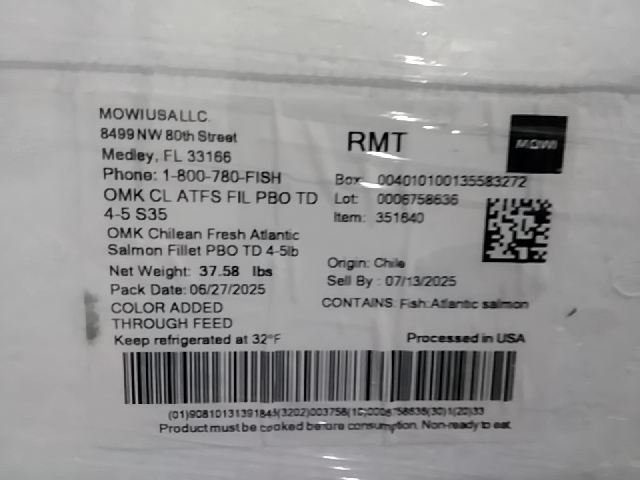 MOWI USA LLC.
8499 NW 80th Street
Medley, FL 33166
Phone: 1-800-780-FISH
OMK CL ATFS FIL PBO TD
4-5 S35
OMK Chilean Fresh Atlantic
Salmon Fillet PBO TD 4-5lb
Net Weight: 37.58 lbs
Pack Date: 06/27/2025
COLOR ADDED
THROUGH FEED
Keep refrigerated at 32°F
RMT
MOWI
Box: 004010100135583272
Lot: 0006758636
Item: 351640
Origin: Chile
Sell By : 07/13/2025
CONTAINS: Fish:Atlantic salmon
Processed in USA
Product must be cooked before consumption. Non-ready to eat